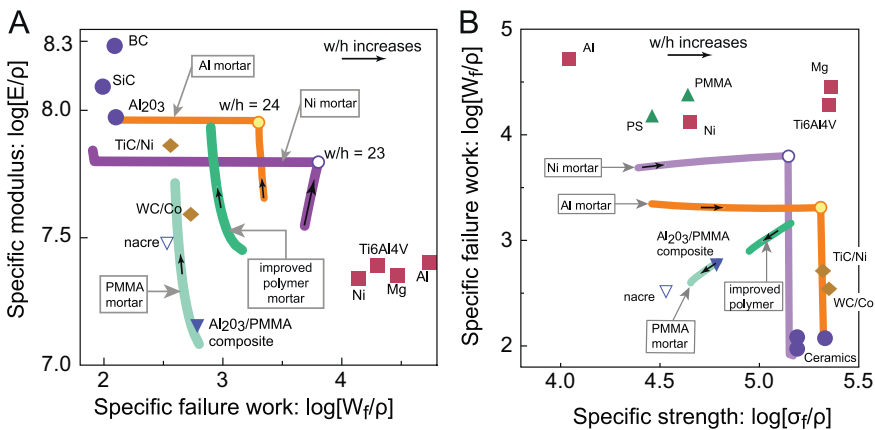 A
8.3
BC
w/h increases
Al mortar
SiC
8.0
Al2O3
w/h = 24
Ni mortar
TiC/Ni
w/h = 23
WC/Co
7.5
nacre
Ti6Al4V
Ni
Mg
Al
PMMA
mortar
improved
polymer
mortar
Al2O3/PMMA
composite
7.0
2
3
4
Specific modulus: log[E/ρ]
Specific failure work: log[Wf/ρ]
B
5
Al
w/h increases
PMMA
Mg
PS
Ni
Ti6Al4V
4
Ni mortar
Al mortar
3
Al2O3/PMMA
composite
TiC/Ni
nacre
improved
polymer
WC/Co
PMMA
mortar
Ceramics
2
4.0
4.5
5.0
5.5
Specific failure work: log[Wf/ρ]
Specific strength: log[σf/ρ]